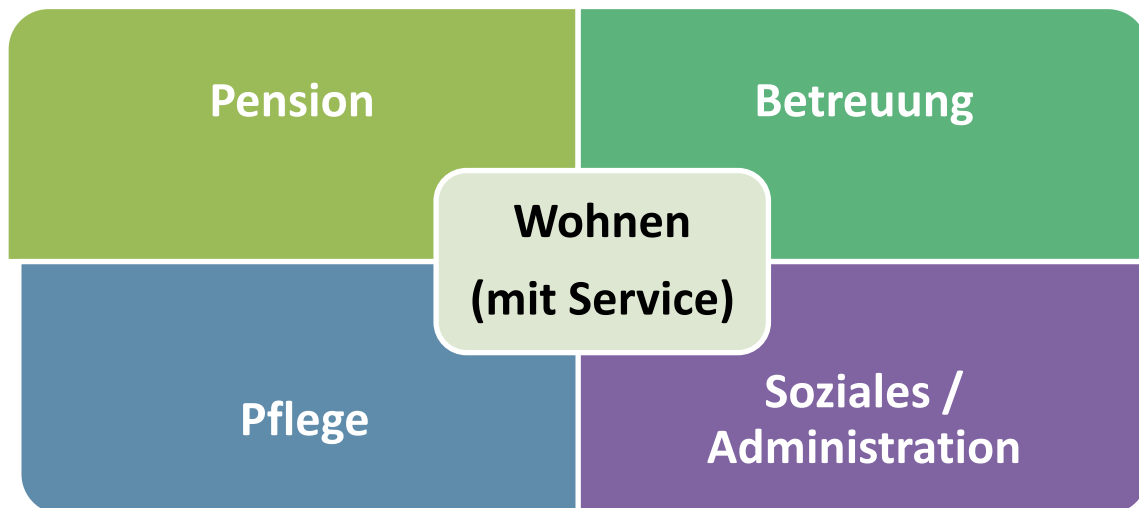 Pension
Betreuung
Wohnen
(mit Service)
Pflege
Soziales /
Administration